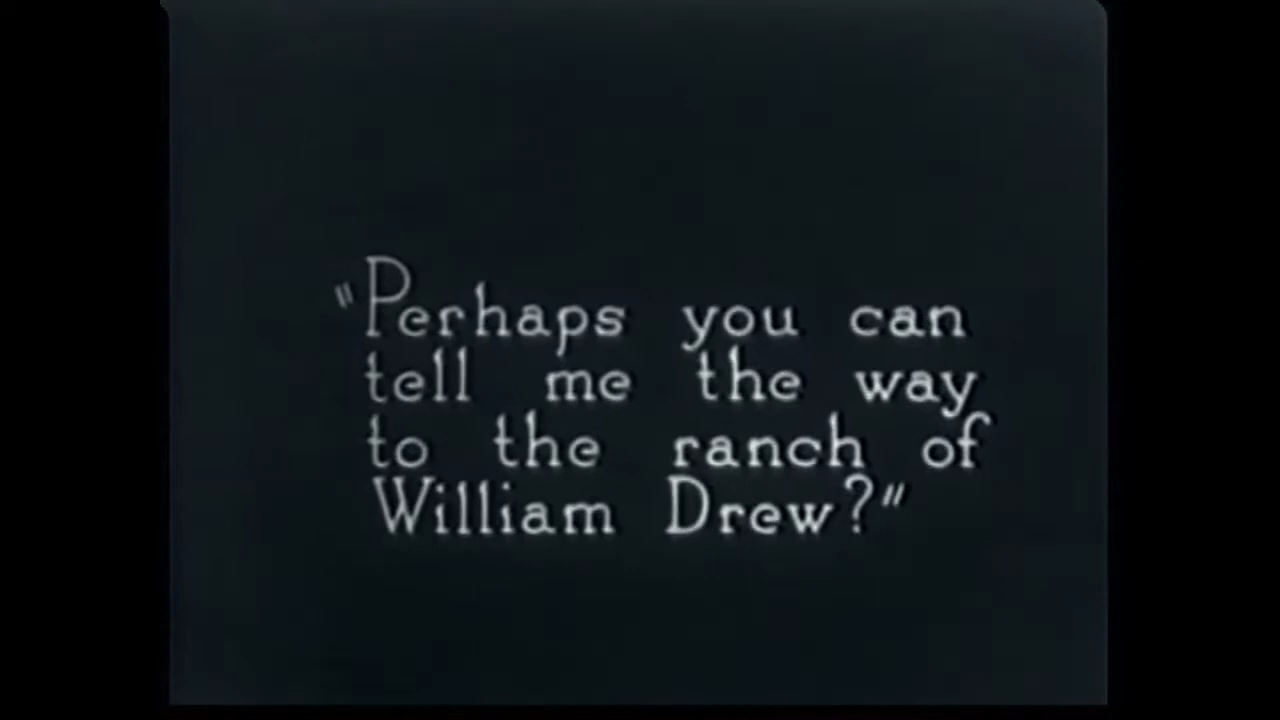 "Perhaps you can
tell me the way
to the ranch of
William Drew?"